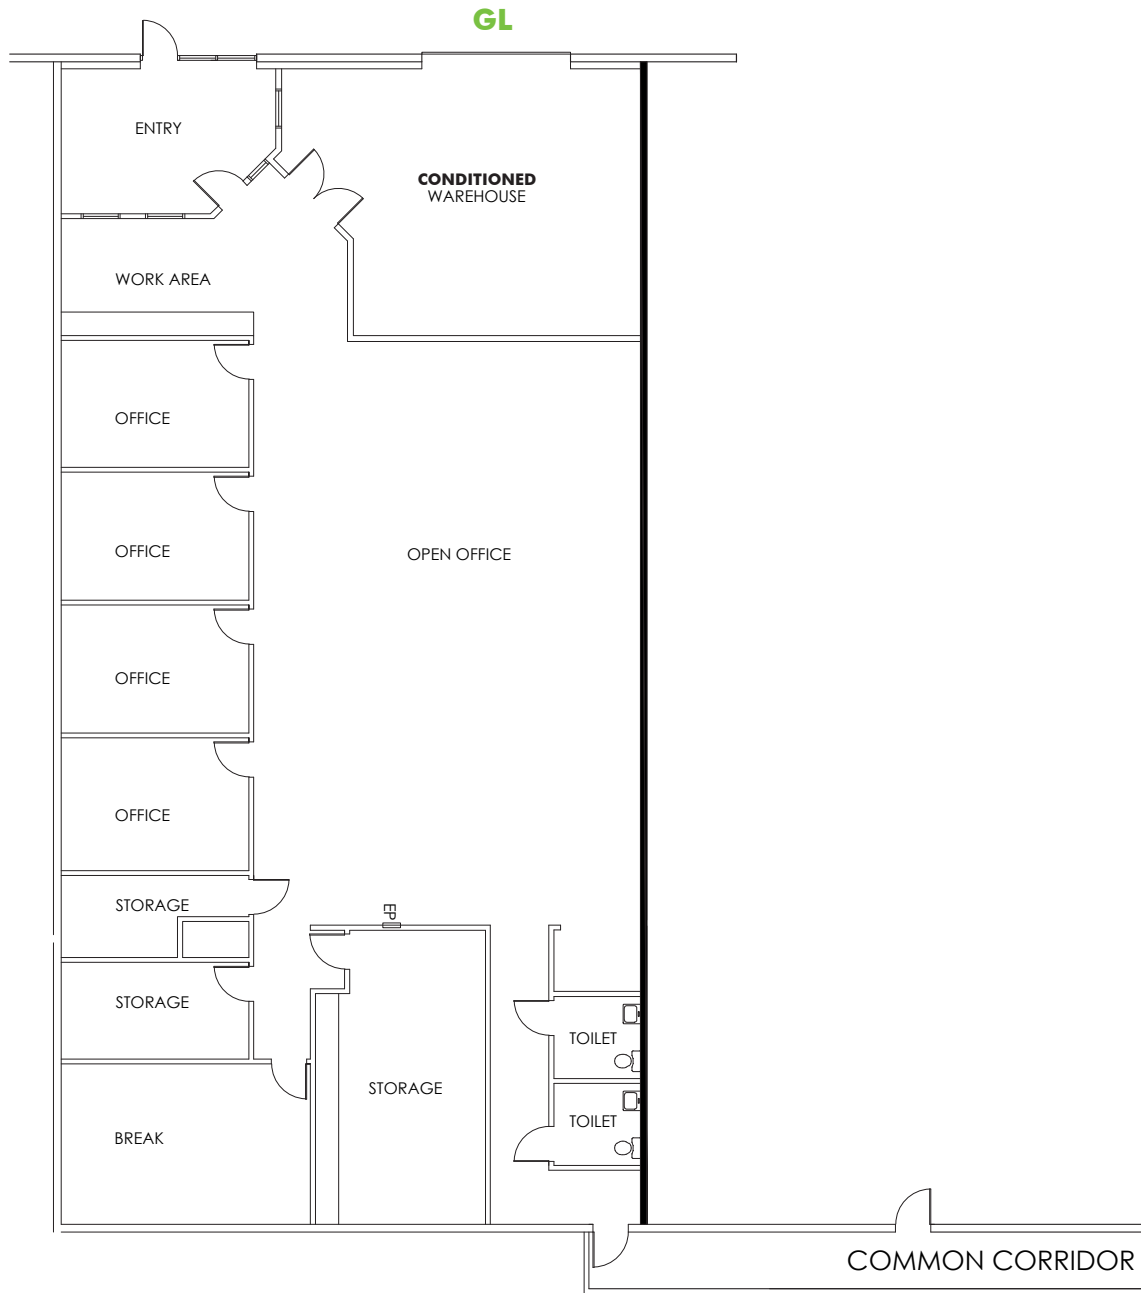 GL
ENTRY
CONDITIONED
WAREHOUSE
WORK AREA
OFFICE
OFFICE
OPEN OFFICE
OFFICE
OFFICE
STORAGE
EP
STORAGE
TOILET
STORAGE
TOILET
BREAK
COMMON CORRIDOR